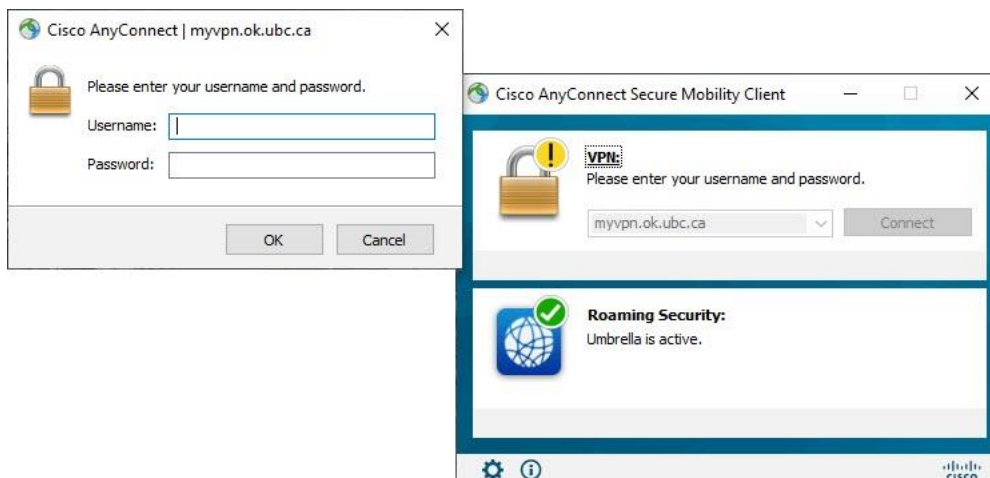 Cisco AnyConnect | myvpn.ok.ubc.ca
Please enter your username and password.
Username:
Password:
OK Cancel
Cisco AnyConnect Secure Mobility Client
VPN:
Please enter your username and password.
myvpn.ok.ubc.ca Connect
Roaming Security:
Umbrella is active.
CISCO